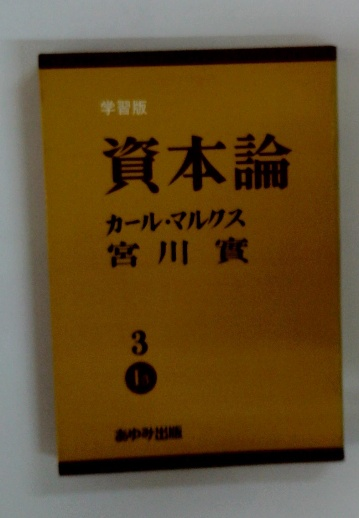 学習版
資本論
カール・マルクス
宮川 實
3
あゆみ出版